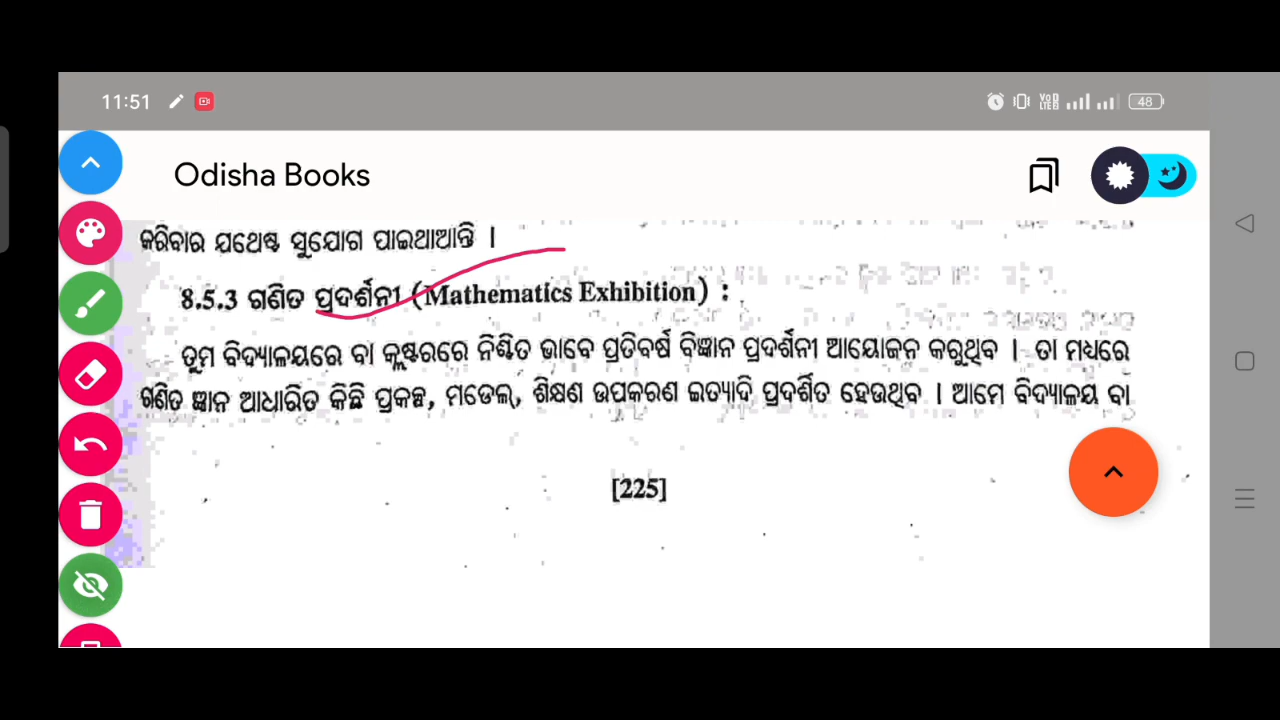 11:51
48
Odisha Books
କରିବାର ଯଥେଷ୍ଟ ସୁଯୋଗ ପାଇଥାଆନ୍ତି ।
8.5.3 ଗଣିତ ପ୍ରଦର୍ଶନୀ (Mathematics Exhibition) :
ତୁମ ବିଦ୍ୟାଳୟରେ ବା କ୍ଲଷ୍ଟରରେ ନିଶ୍ଚିତ ଭାବେ ପ୍ରତିବର୍ଷ ବିଜ୍ଞାନ ପ୍ରଦର୍ଶନୀ ଆୟୋଜନ କରୁଥିବ । ତା ମଧ୍ୟରେ
ଗଣିତ ଜ୍ଞାନ ଆଧାରିତ କିଛି ପ୍ରକଳ୍ପ, ମଡେଲ୍, ଶିକ୍ଷଣ ଉପକରଣ ଇତ୍ୟାଦି ପ୍ରଦର୍ଶିତ ହେଉଥିବ । ଆମେ ବିଦ୍ୟାଳୟ ବା
[225]